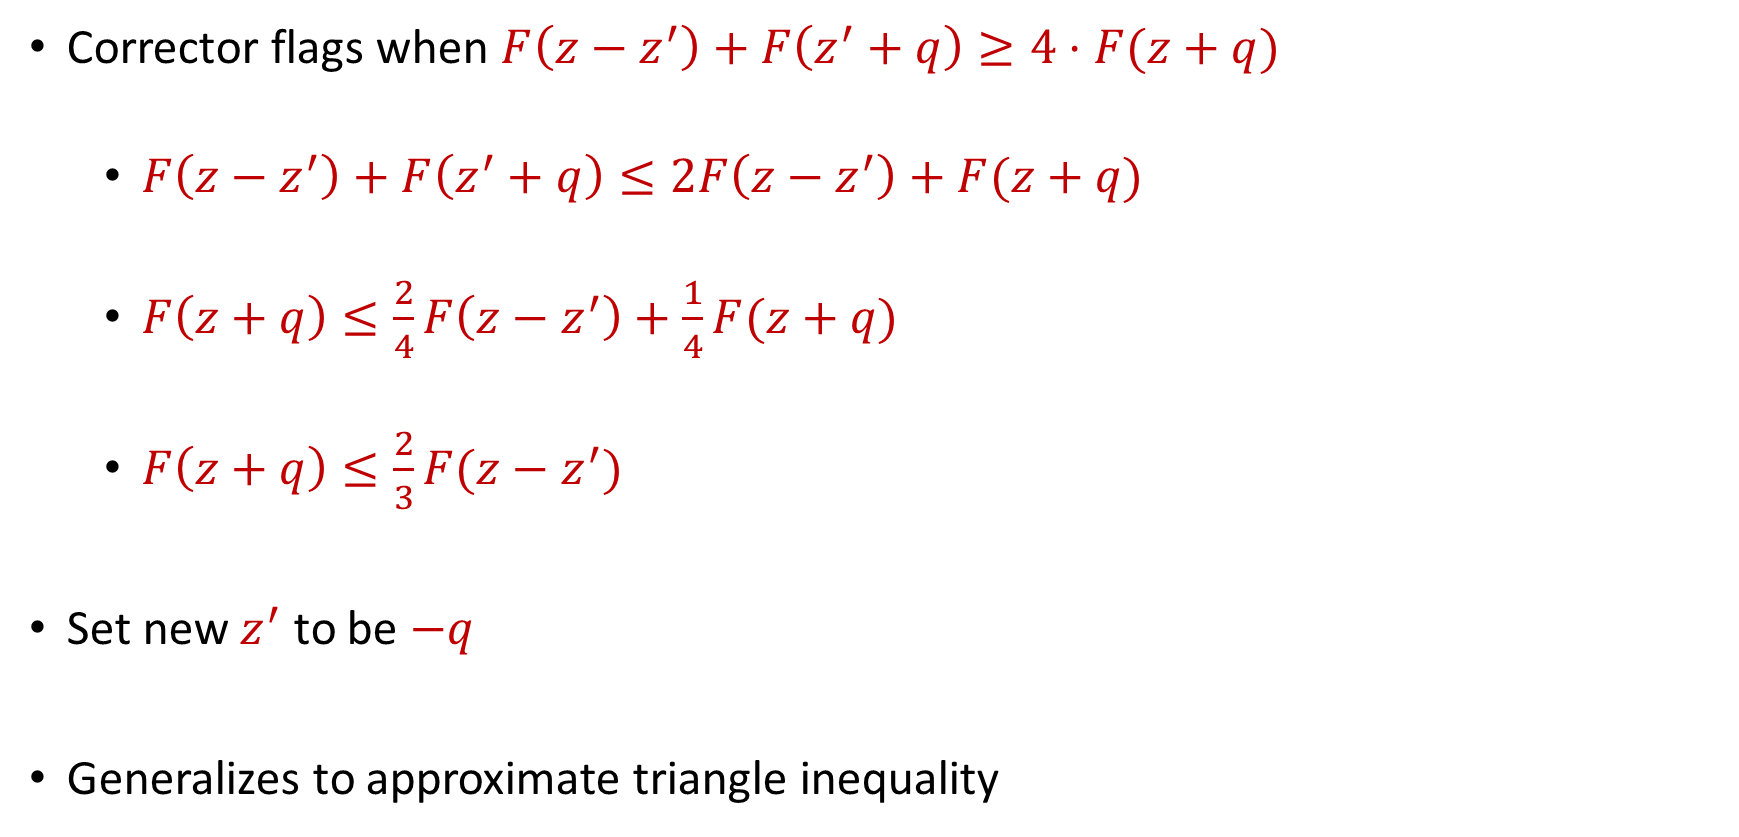 • Corrector flags when F(z − z′) + F(z′ + q) ≥ 4 · F(z + q)
• F(z − z′) + F(z′ + q) ≤ 2F(z − z′) + F(z + q)
• F(z + q) ≤ 2/4 F(z − z′) + 1/4 F(z + q)
• F(z + q) ≤ 2/3 F(z − z′)
• Set new z′ to be −q
• Generalizes to approximate triangle inequality